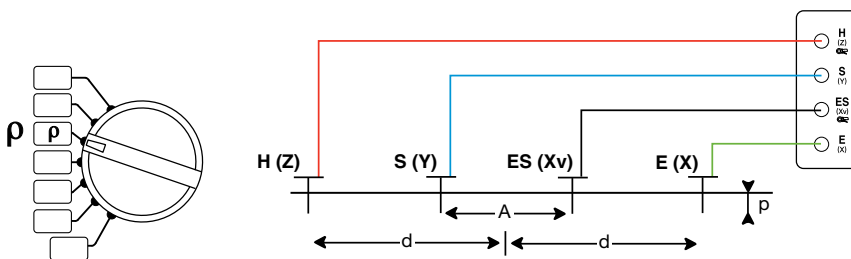 ρ
ρ
H (Z)
S (Y)
ES (Xv)
E (X)
A
d
d
p
H
(Z)
S
(Y)
ES
(Xv)
E
(X)